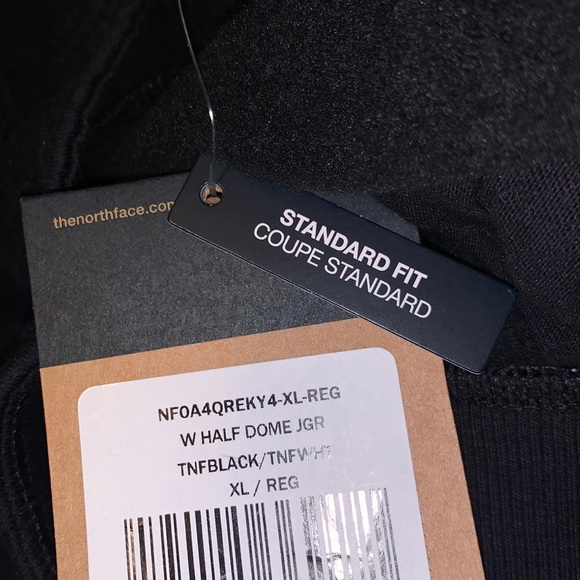 thenorthface.com
STANDARD FIT
COUPE STANDARD
NF0A4QREKY4-XL-REG
W HALF DOME JGR
TNFBLACK/TNFWHT
XL / REG